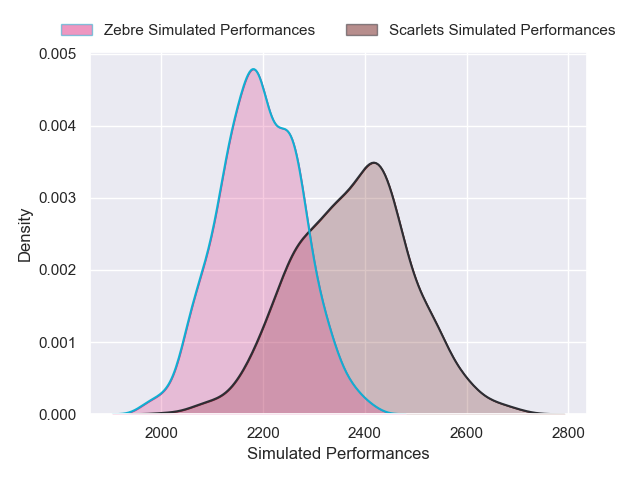 Zebre Simulated Performances Scarlets Simulated Performances
0.005
0.004
0.003
0.002
0.001
0.000
Density
2000 2200 2400 2600 2800
Simulated Performances